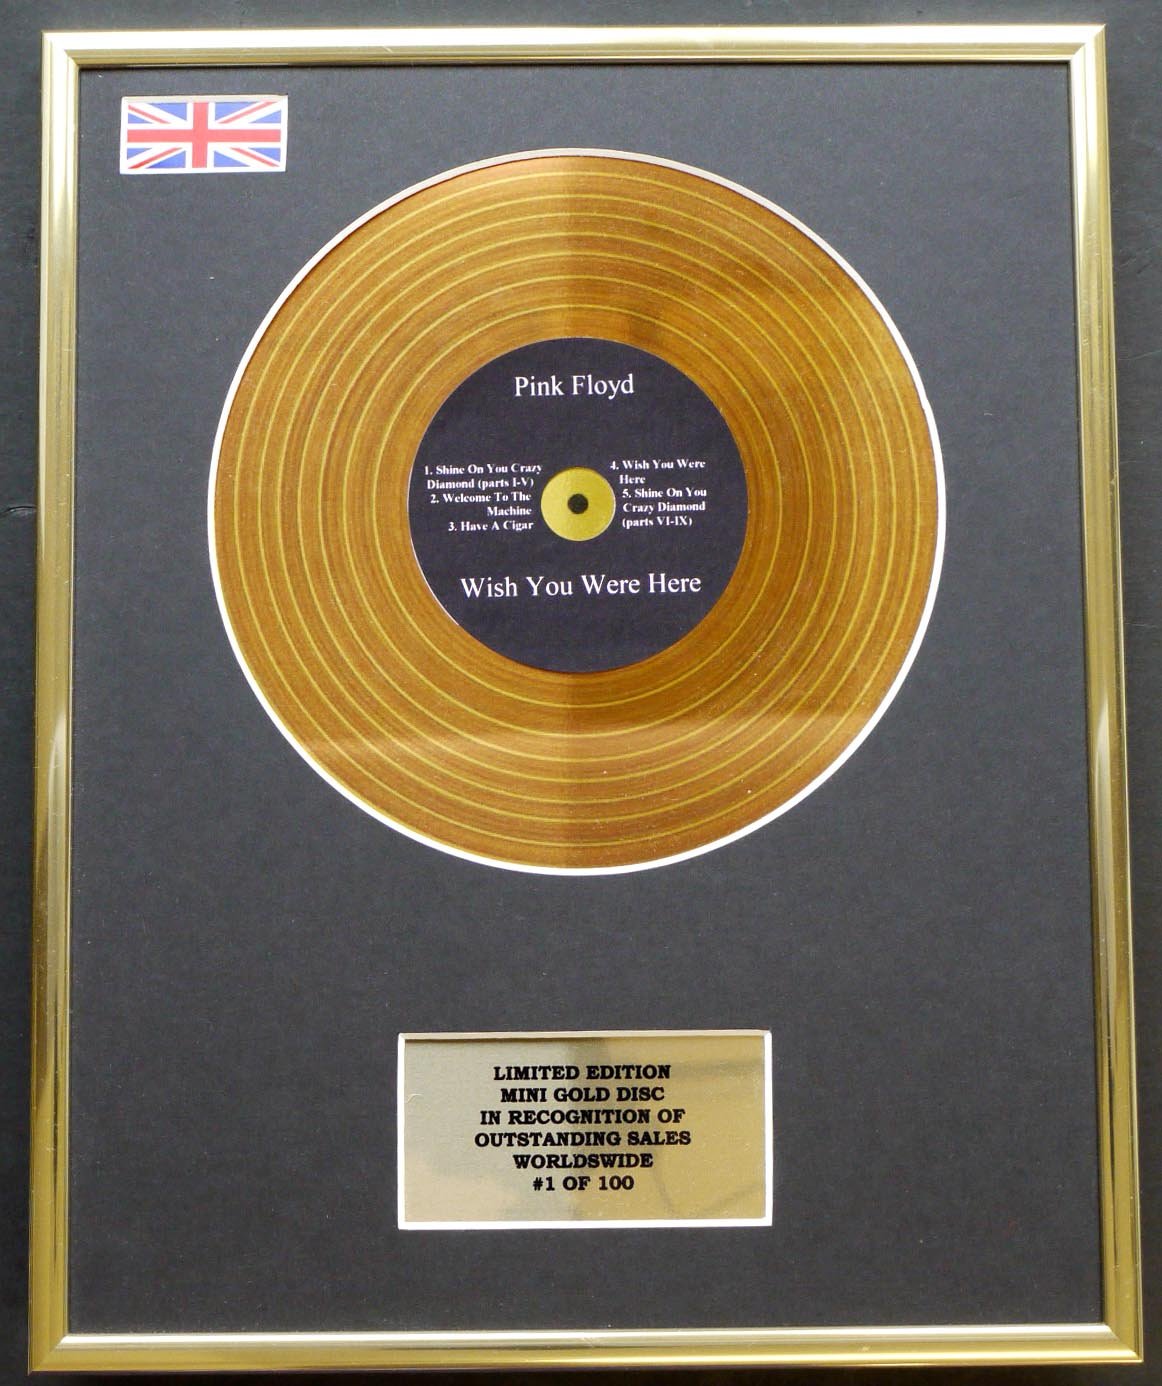 Pink Floyd
1. Shine On You Crazy
Diamond (parts I-V)
2. Welcome To The
Machine
3. Have A Cigar
4. Wish You Were
Here
5. Shine On You
Crazy Diamond
(parts VI-IX)
Wish You Were Here
LIMITED EDITION
MINI GOLD DISC
IN RECOGNITION OF
OUTSTANDING SALES
WORLDSWIDE
#1 OF 100